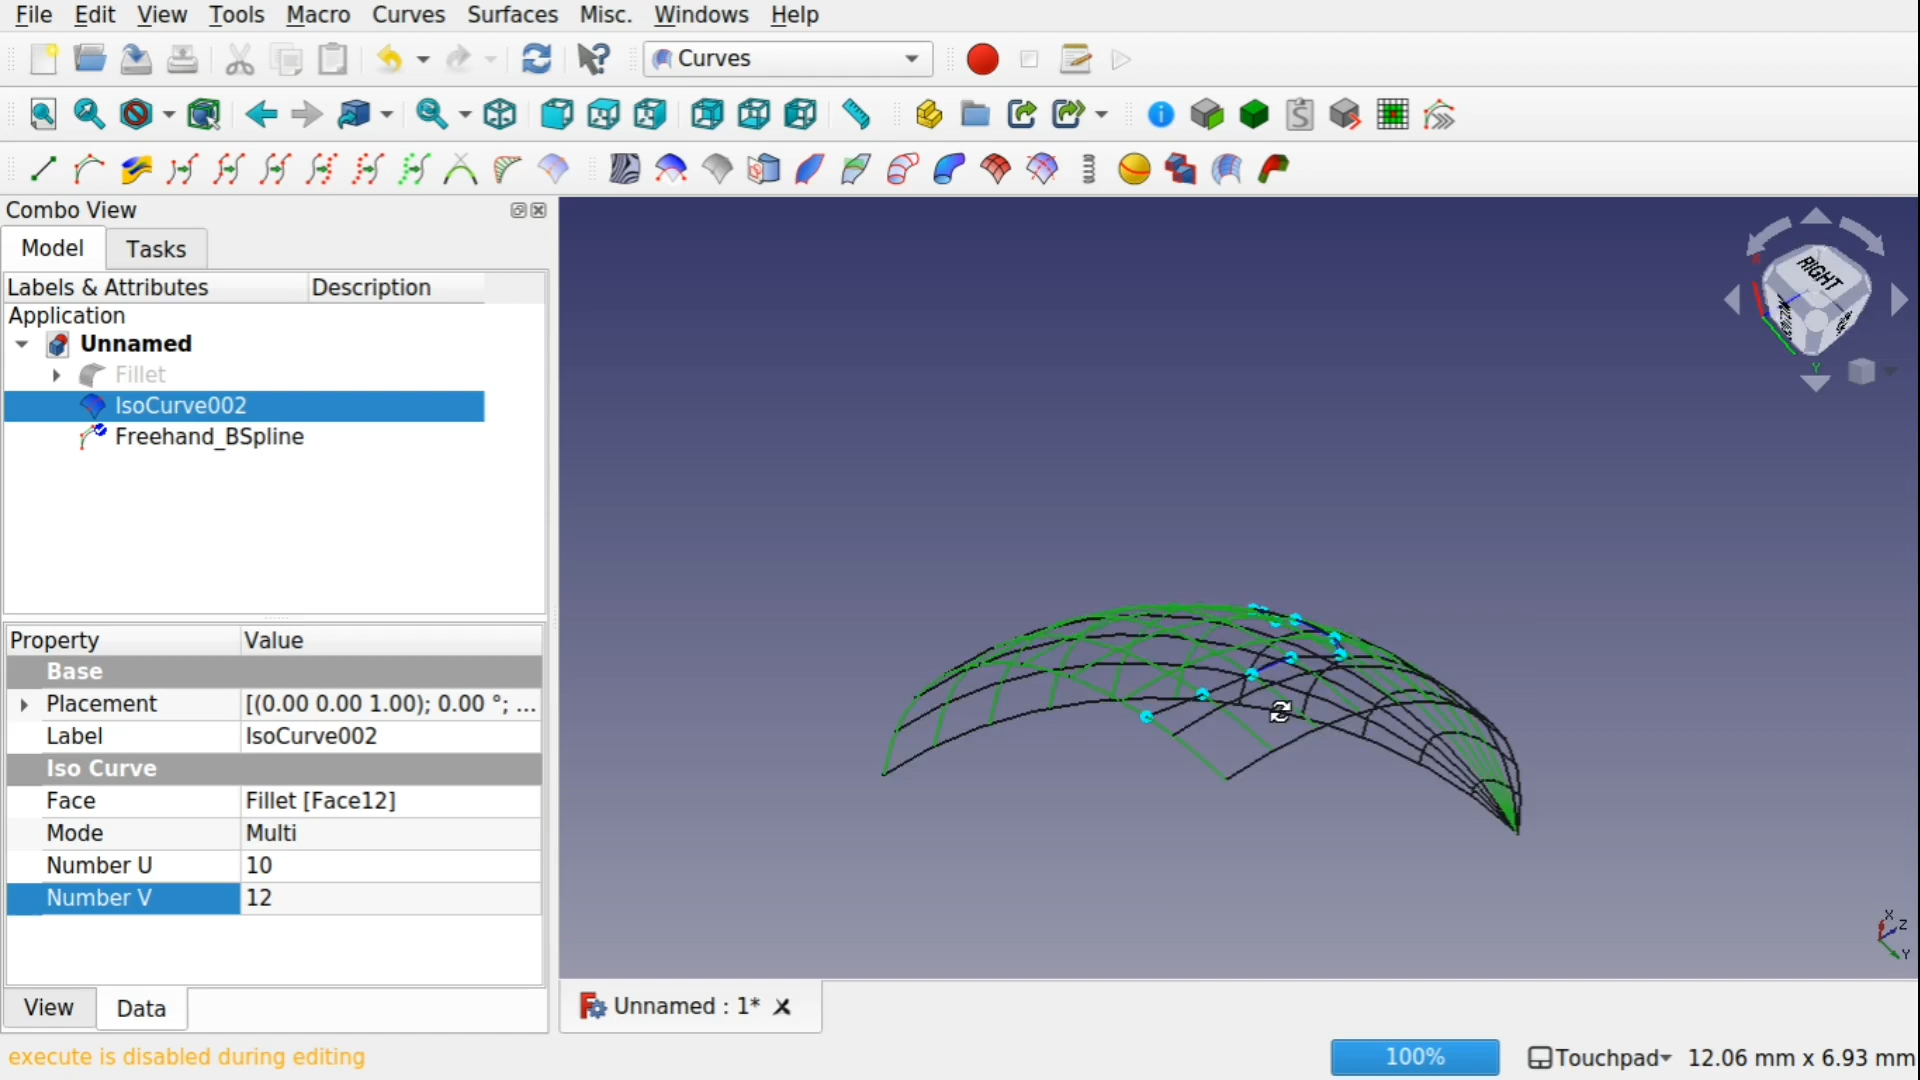 File Edit View Tools Macro Curves Surfaces Misc. Windows Help
Curves
Combo View
Model Tasks
Labels & Attributes Description
Application
Unnamed
Fillet
IsoCurve002
Freehand_BSpline
RIGHT
Y
Property Value
Base
Placement [(0.00 0.00 1.00); 0.00 °; ...
Label IsoCurve002
Iso Curve
Face Fillet [Face12]
Mode Multi
Number U 10
Number V 12
X
Z
Y
View Data
Unnamed : 1*
execute is disabled during editing
100% Touchpad 12.06 mm x 6.93 mm